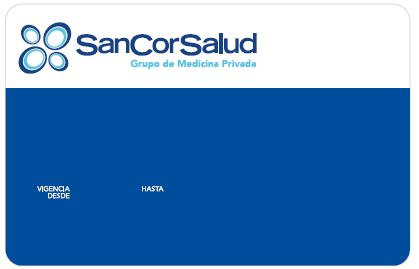 SanCorSalud
Grupo de Medicina Privada
VIGENCIA DESDE
HASTA